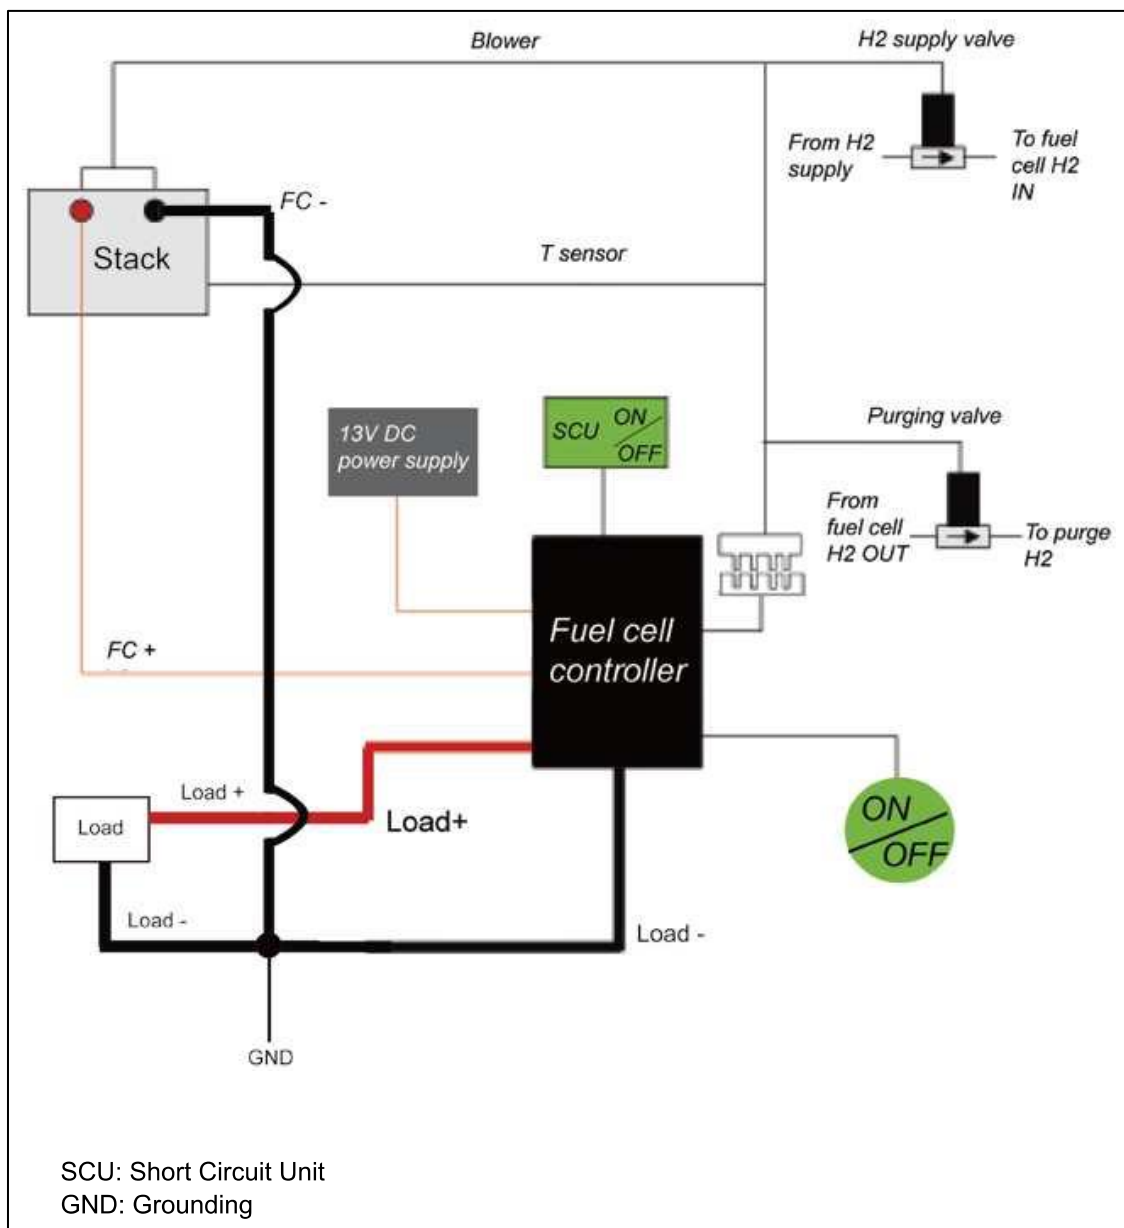 Blower
H2 supply valve
From H2
supply
To fuel
cell H2
IN
FC -
Stack
T sensor
13V DC
power supply
SCU ON
OFF
Purging valve
From
fuel cell
H2 OUT
To purge
H2
Fuel cell
controller
FC +
Load +
Load+
Load
ON
OFF
Load -
Load -
GND
SCU: Short Circuit Unit
GND: Grounding